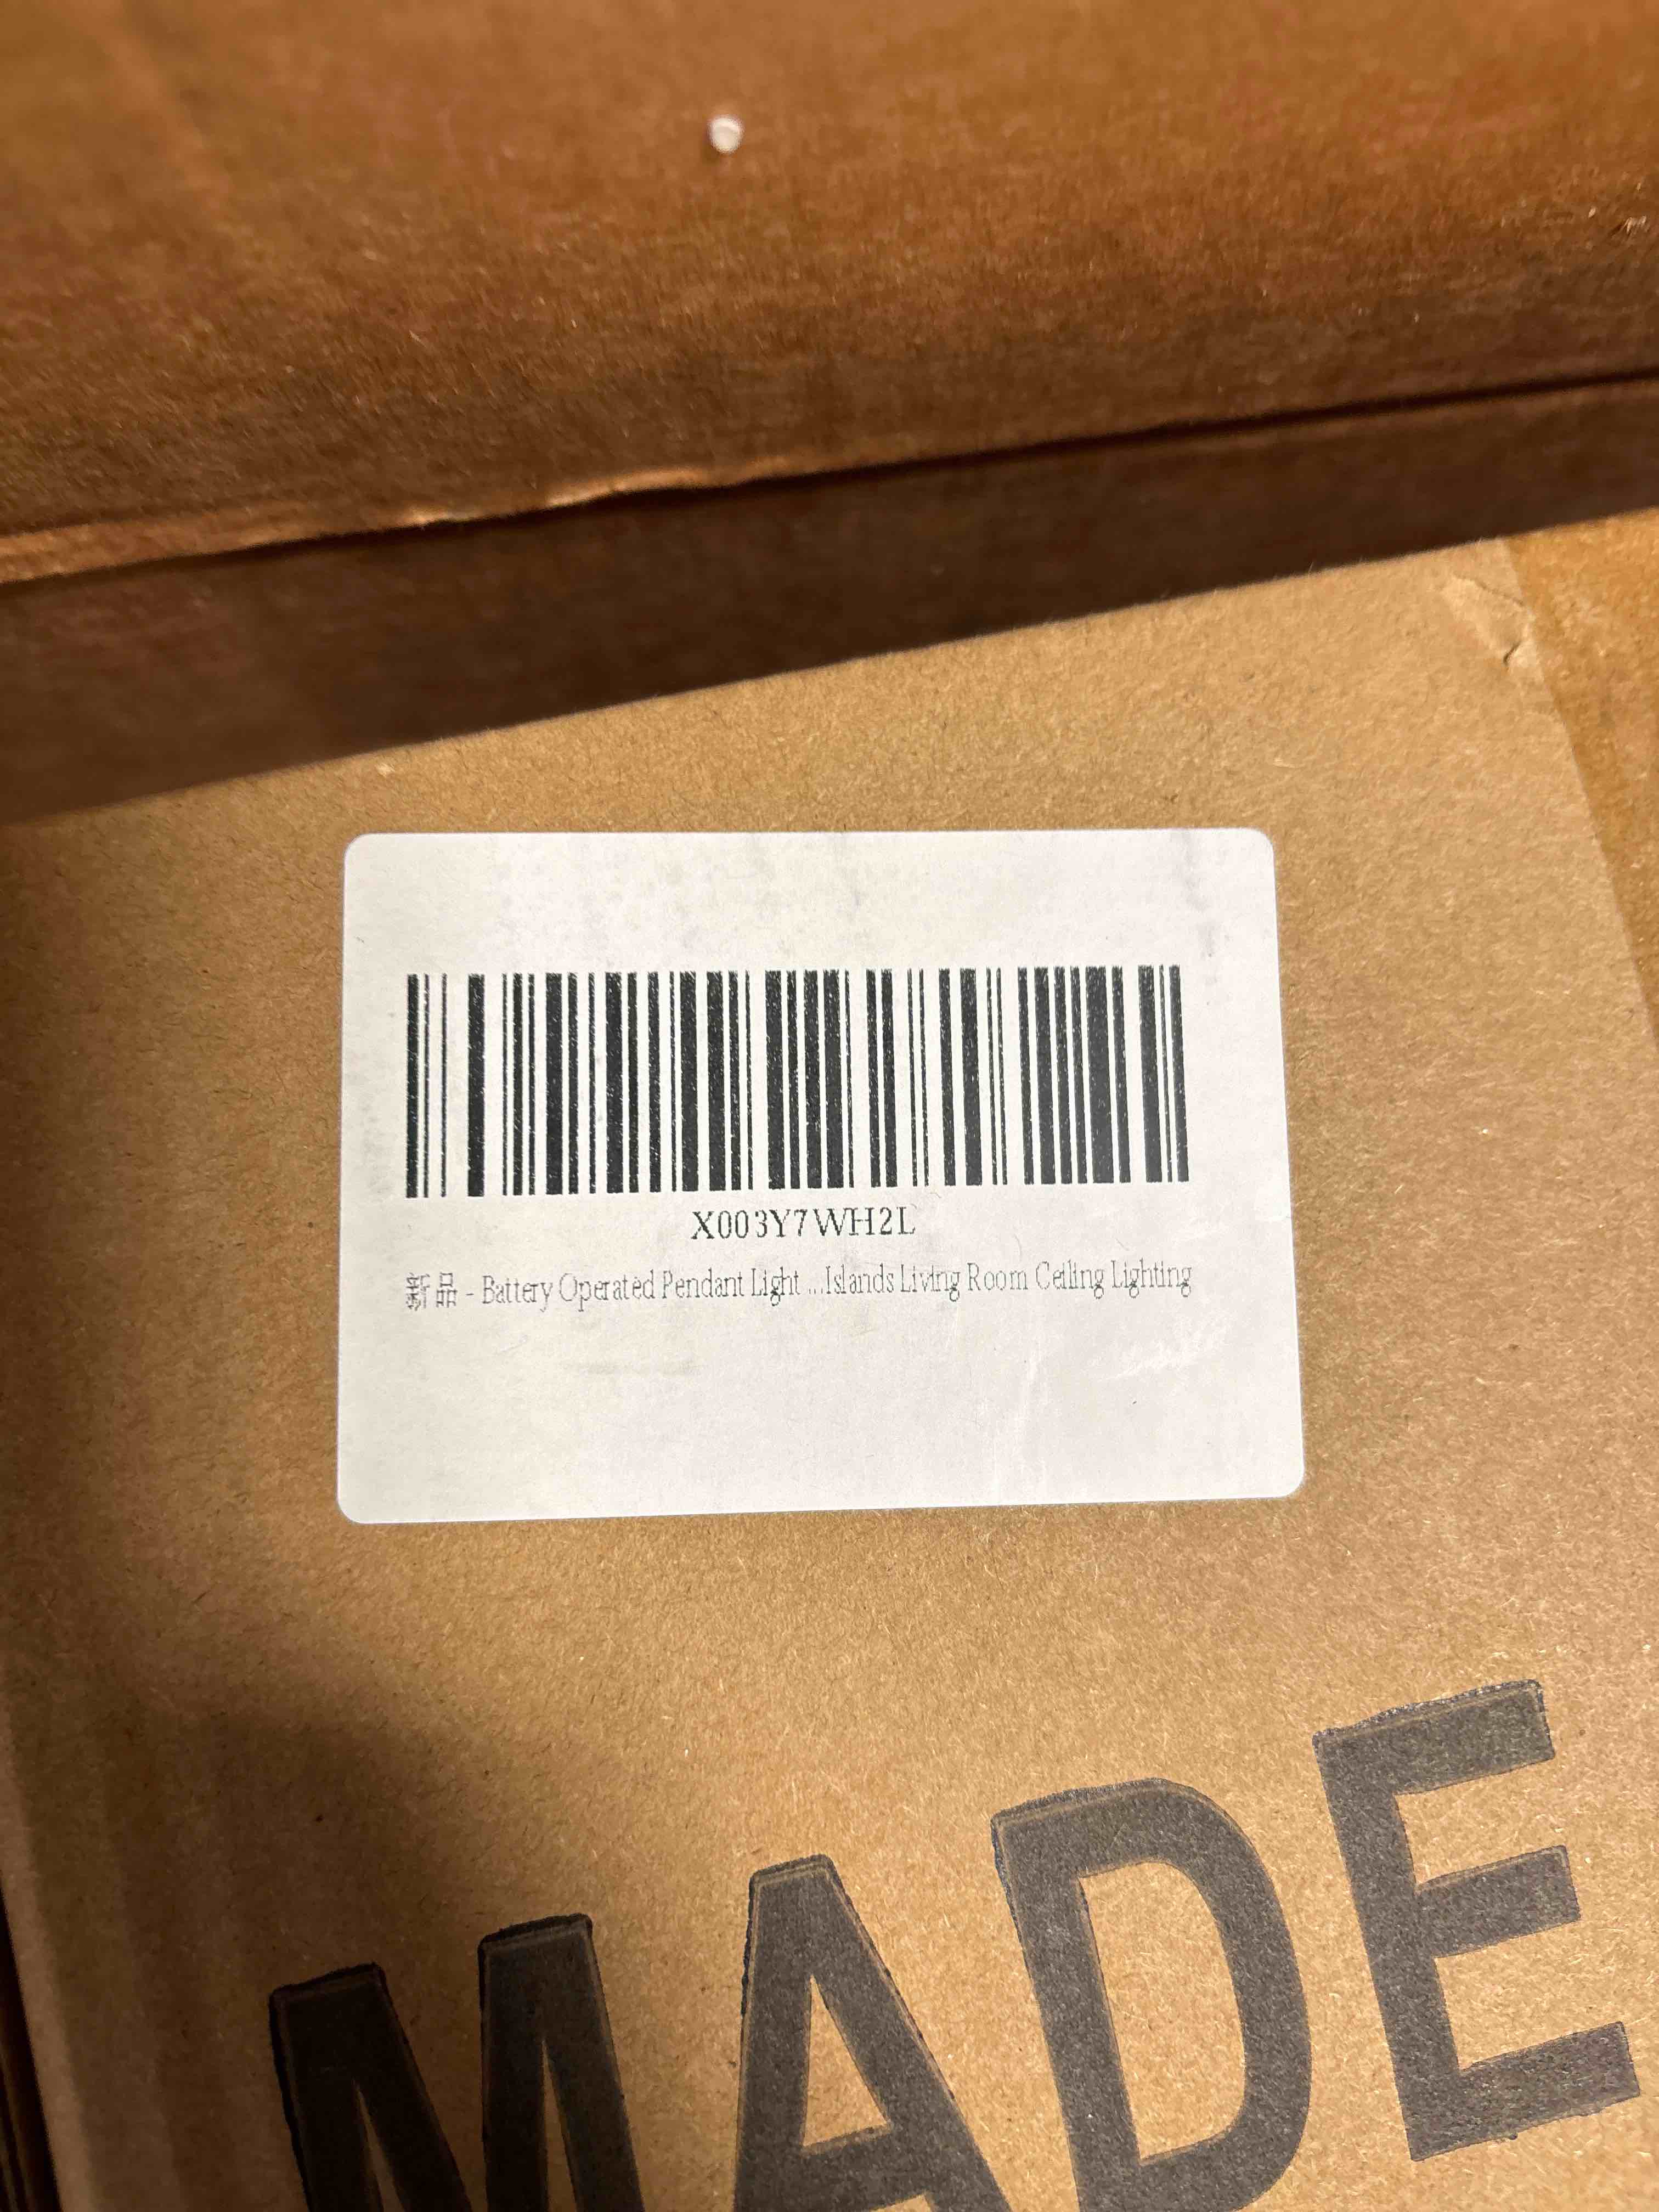 X003Y7WH2L
新品 - Battery Operated Pendant Light ...Islands Living Room Ceiling Lighting
MADE